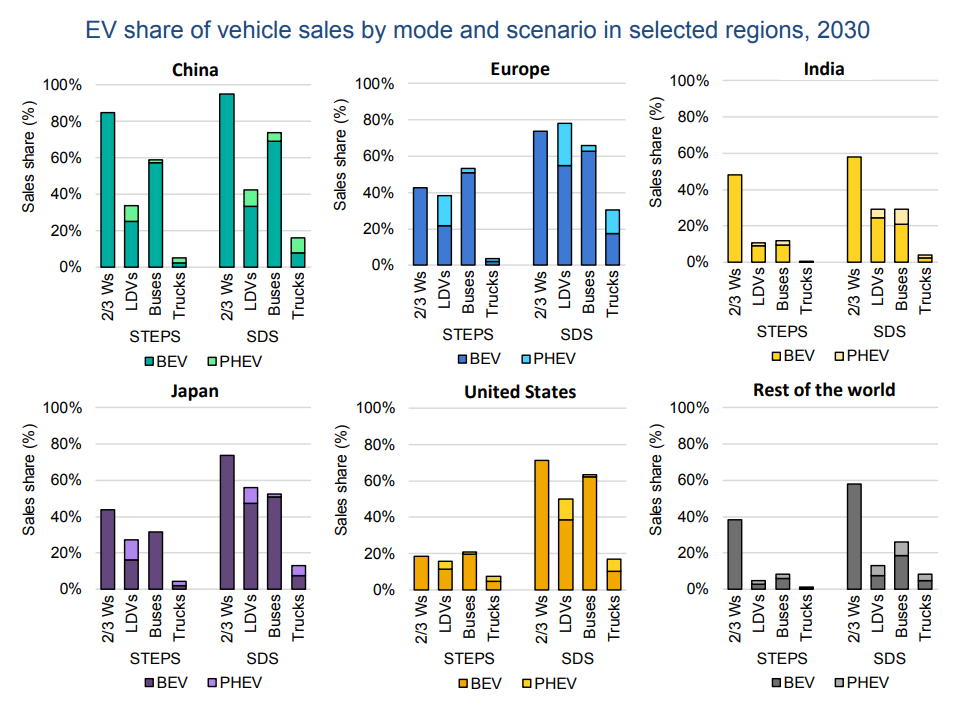 EV share of vehicle sales by mode and scenario in selected regions, 2030
China
Sales share (%)
100%
80%
60%
40%
20%
0%
2/3 Ws
LDVs
Buses
Trucks
2/3 Ws
LDVs
Buses
Trucks
STEPS
SDS
BEV
PHEV
Europe
Sales share (%)
100%
80%
60%
40%
20%
0%
2/3 Ws
LDVs
Buses
Trucks
2/3 Ws
LDVs
Buses
Trucks
STEPS
SDS
BEV
PHEV
India
Sales share (%)
100%
80%
60%
40%
20%
0%
2/3 Ws
LDVs
Buses
Trucks
2/3 Ws
LDVs
Buses
Trucks
STEPS
SDS
BEV
PHEV
Japan
Sales share (%)
100%
80%
60%
40%
20%
0%
2/3 Ws
LDVs
Buses
Trucks
2/3 Ws
LDVs
Buses
Trucks
STEPS
SDS
BEV
PHEV
United States
Sales share (%)
100%
80%
60%
40%
20%
0%
2/3 Ws
LDVs
Buses
Trucks
2/3 Ws
LDVs
Buses
Trucks
STEPS
SDS
BEV
PHEV
Rest of the world
Sales share (%)
100%
80%
60%
40%
20%
0%
2/3 Ws
LDVs
Buses
Trucks
2/3 Ws
LDVs
Buses
Trucks
STEPS
SDS
BEV
PHEV